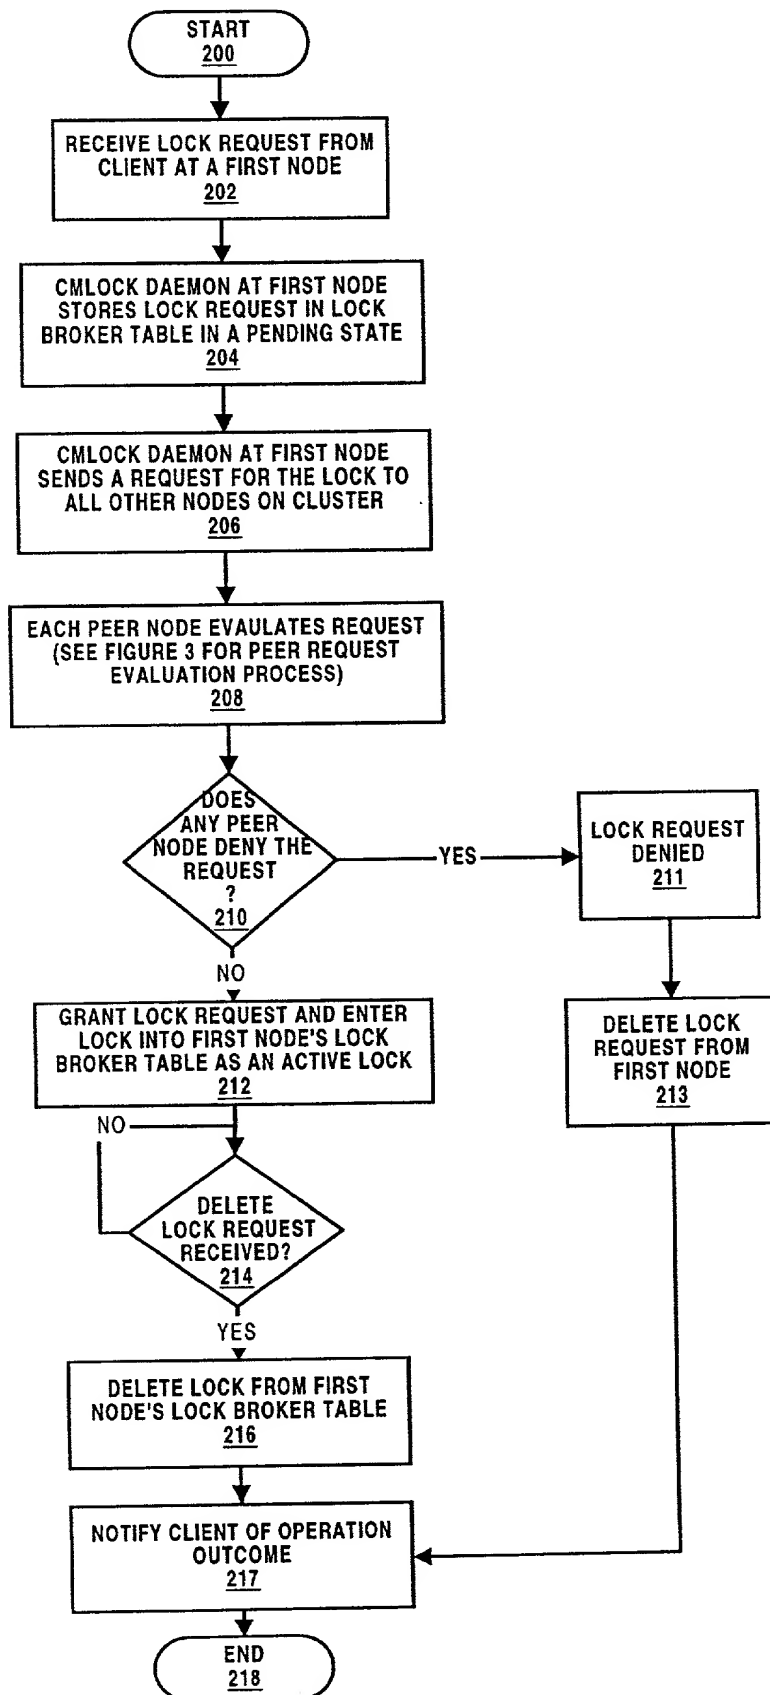 START
200
RECEIVE LOCK REQUEST FROM
CLIENT AT A FIRST NODE
202
CMLOCK DAEMON AT FIRST NODE
STORES LOCK REQUEST IN LOCK
BROKER TABLE IN A PENDING STATE
204
CMLOCK DAEMON AT FIRST NODE
SENDS A REQUEST FOR THE LOCK TO
ALL OTHER NODES ON CLUSTER
206
EACH PEER NODE EVAULATES REQUEST
(SEE FIGURE 3 FOR PEER REQUEST
EVALUATION PROCESS)
208
DOES
ANY PEER
NODE DENY THE
REQUEST
?
210
YES
LOCK REQUEST
DENIED
211
NO
GRANT LOCK REQUEST AND ENTER
LOCK INTO FIRST NODE'S LOCK
BROKER TABLE AS AN ACTIVE LOCK
212
DELETE LOCK
REQUEST FROM
FIRST NODE
213
NO
DELETE
LOCK REQUEST
RECEIVED?
214
YES
DELETE LOCK FROM FIRST
NODE'S LOCK BROKER TABLE
216
NOTIFY CLIENT OF OPERATION
OUTCOME
217
END
218